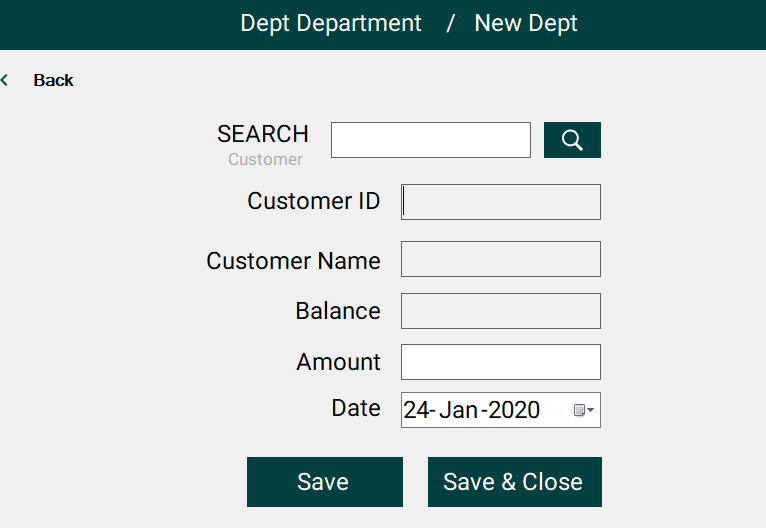 Dept Department / New Dept
Back
SEARCH
Customer
Customer ID
Customer Name
Balance
Amount
Date 24-Jan-2020
Save Save & Close